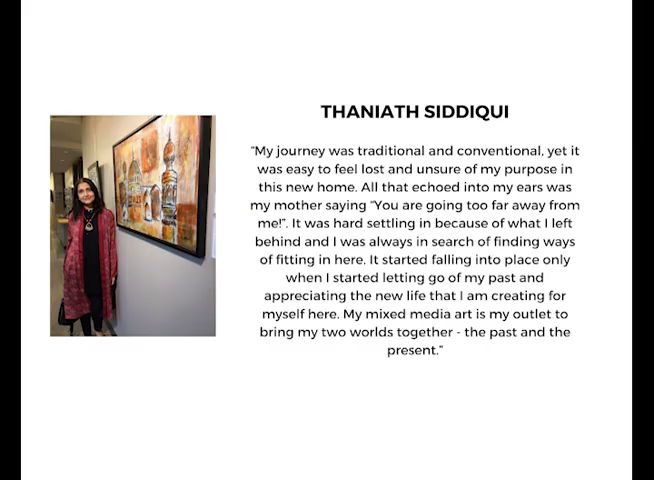 THANIATH SIDDIQUI
"My journey was traditional and conventional, yet it
was easy to feel lost and unsure of my purpose in
this new home. All that echoed into my ears was
my mother saying "You are going too far away from
me!". It was hard settling in because of what I left
behind and I was always in search of finding ways
of fitting in here. It started falling into place only
when I started letting go of my past and
appreciating the new life that I am creating for
myself here. My mixed media art is my outlet to
bring my two worlds together - the past and the
present."